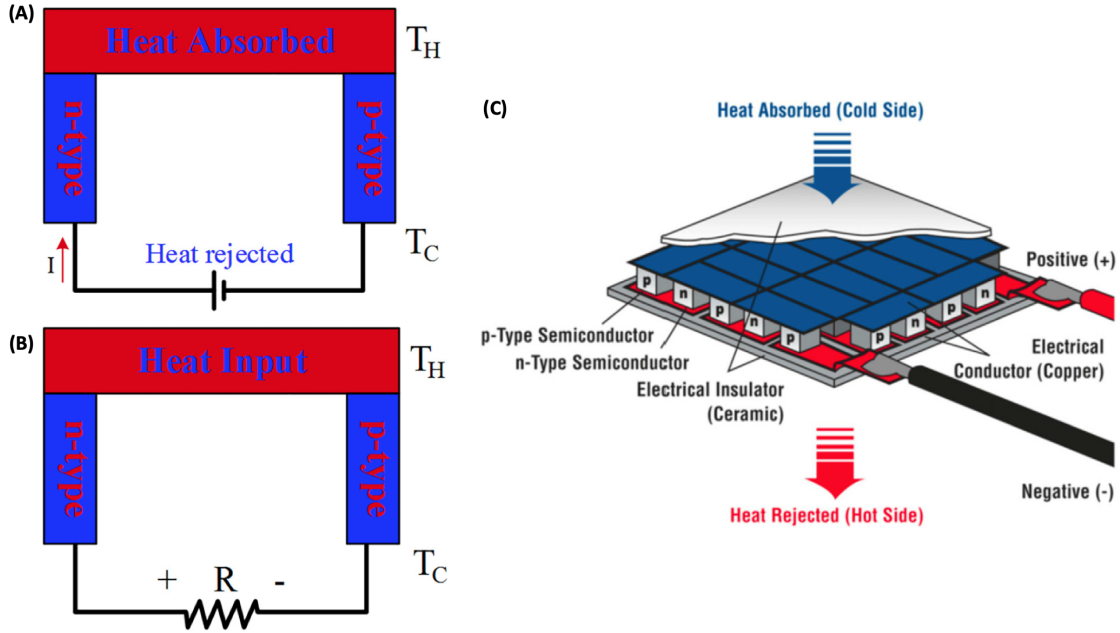 (A)
Heat Absorbed
T_H
n-type
p-type
I
Heat rejected
T_C
(B)
Heat Input
T_H
n-type
p-type
T_C
+ R -
(C)
Heat Absorbed (Cold Side)
Positive (+)
p n p n p p n p n
p-Type Semiconductor
n-Type Semiconductor
Electrical Insulator
(Ceramic)
Electrical
Conductor (Copper)
Negative (-)
Heat Rejected (Hot Side)